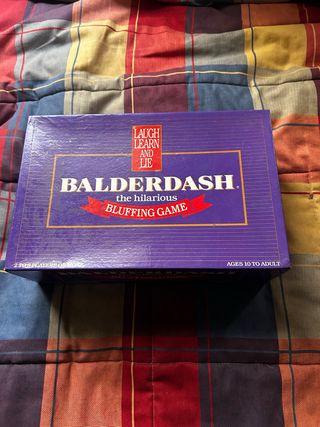 LAUGH
LEARN
AND
LIE
BALDERDASH
the hilarious
BLUFFING GAME
AGES 10 TO ADULT